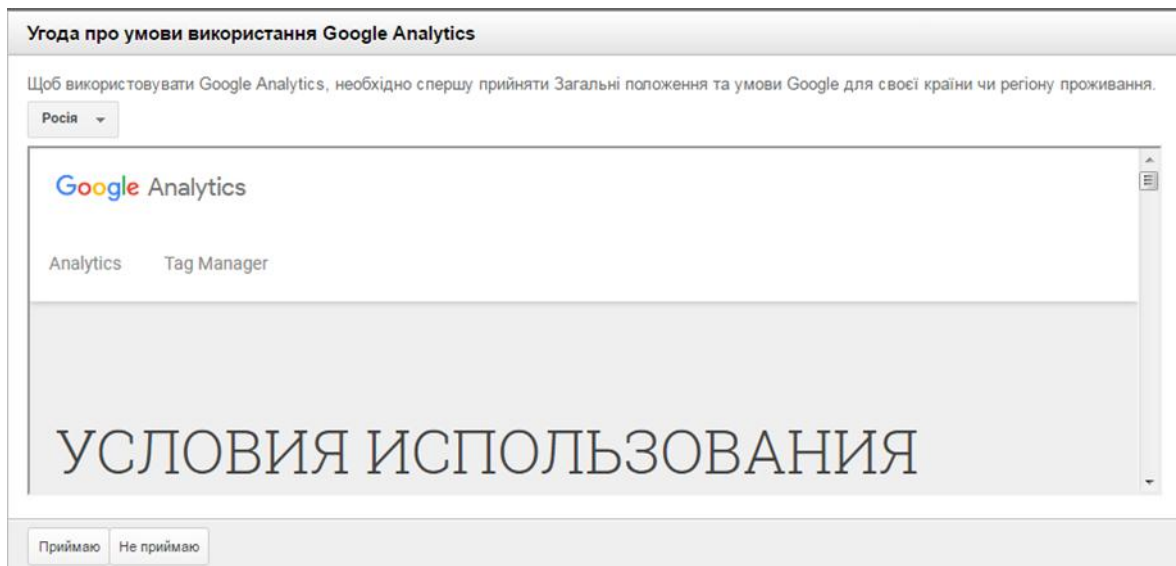 Угода про умови використання Google Analytics
Щоб використовувати Google Analytics, необхідно спершу прийняти Загальні положення та умови Google для своєї країни чи регіону проживання.
Росія
Google Analytics
Analytics Tag Manager
УСЛОВИЯ ИСПОЛЬЗОВАНИЯ
Приймаю Не приймаю